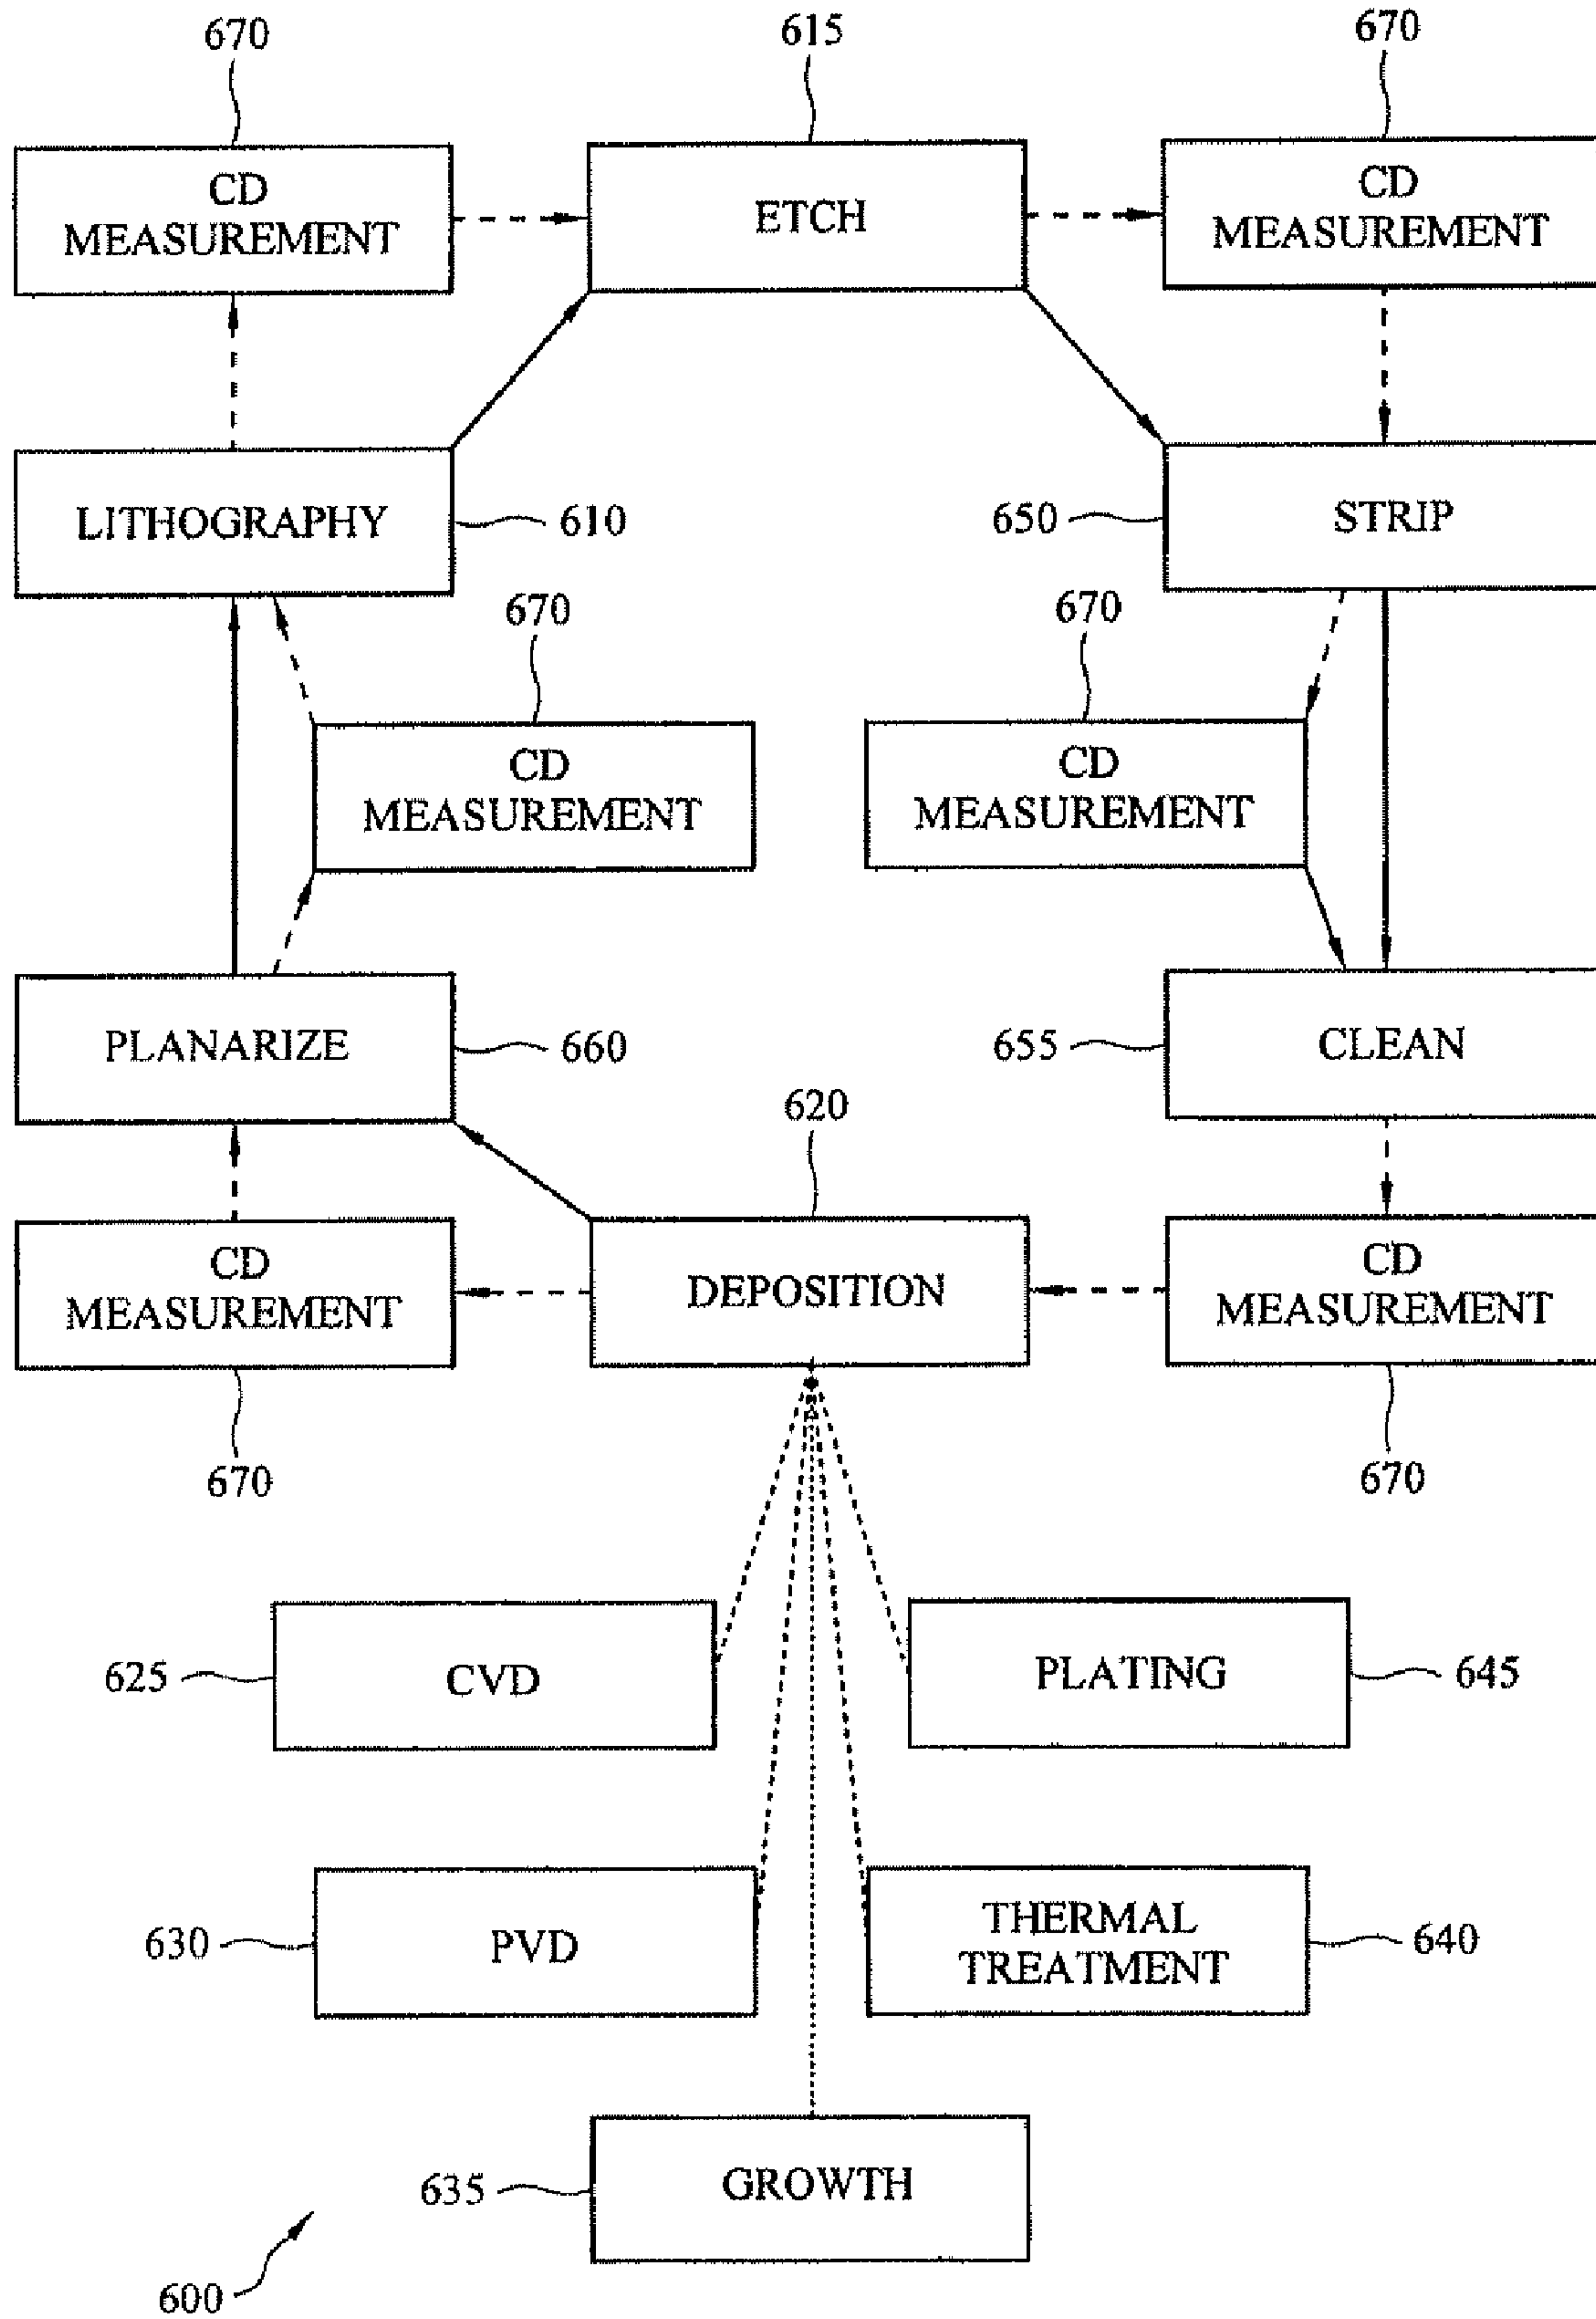 670
615
670
CD
MEASUREMENT
ETCH
CD
MEASUREMENT
LITHOGRAPHY
610
650
STRIP
670
670
CD
MEASUREMENT
CD
MEASUREMENT
PLANARIZE
660
655
CLEAN
620
CD
MEASUREMENT
DEPOSITION
CD
MEASUREMENT
670
670
625
CVD
PLATING
645
630
PVD
THERMAL
TREATMENT
640
635
GROWTH
600